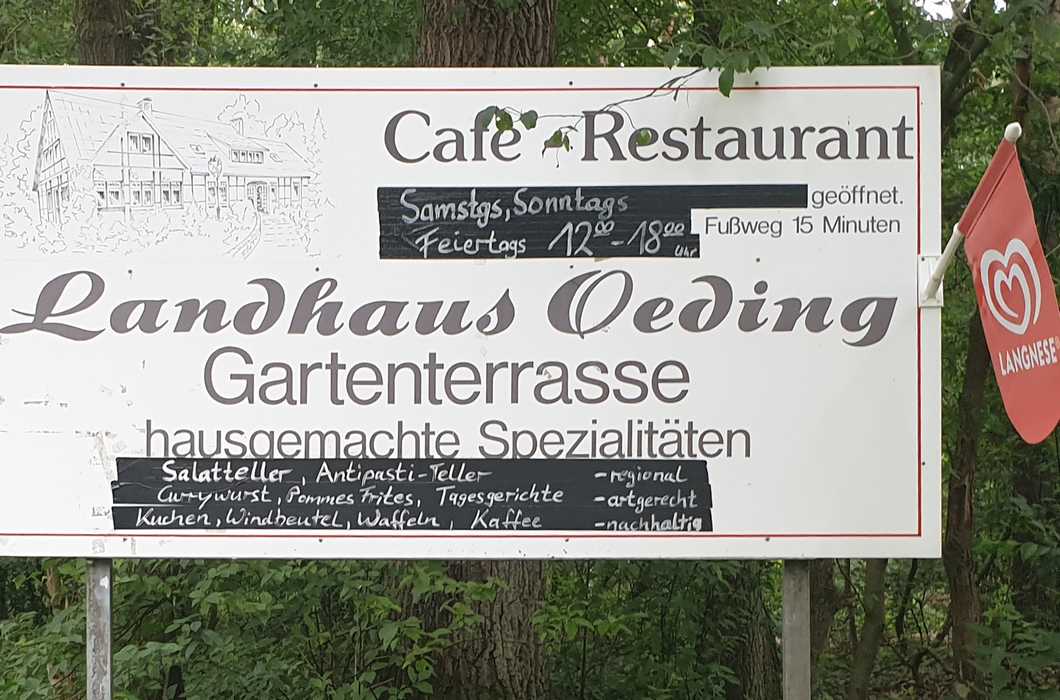 Café Restaurant
Samstgs, Sonntags
geöffnet.
Feiertags 12⁰⁰-18⁰⁰ Uhr
Fußweg 15 Minuten
Landhaus Oeding
Gartenterrasse
hausgemachte Spezialitäten
Salatteller, Antipasti-Teller -regional
Currywurst, Pommes Frites, Tagesgerichte -artgerecht
Kuchen, Windbeutel, Waffeln, Kaffee -nachhaltig
LANGNESE